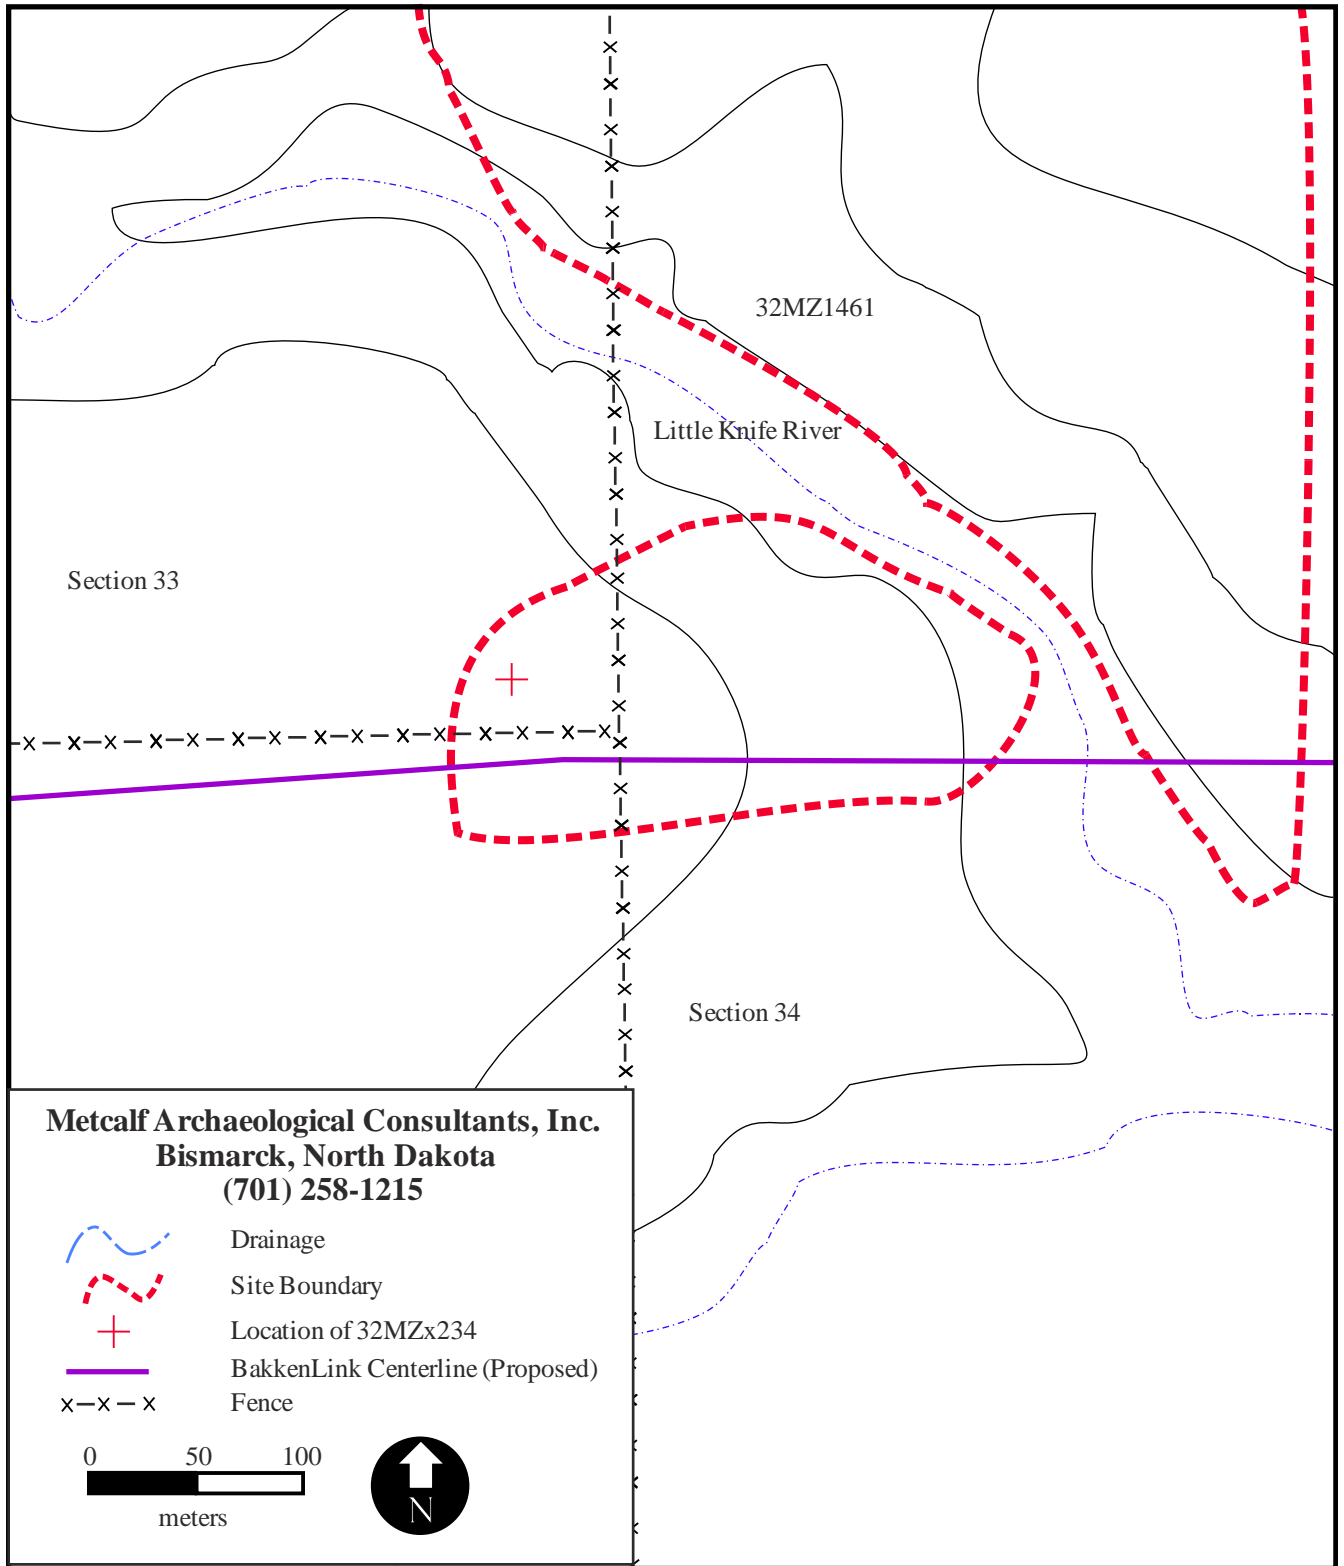 32MZ1461
Little Knife River
Section 33
Section 34
Metcalf Archaeological Consultants, Inc.
Bismarck, North Dakota
(701) 258-1215
Drainage
Site Boundary
Location of 32MZx234
BakkenLink Centerline (Proposed)
Fence
0 50 100
meters
N